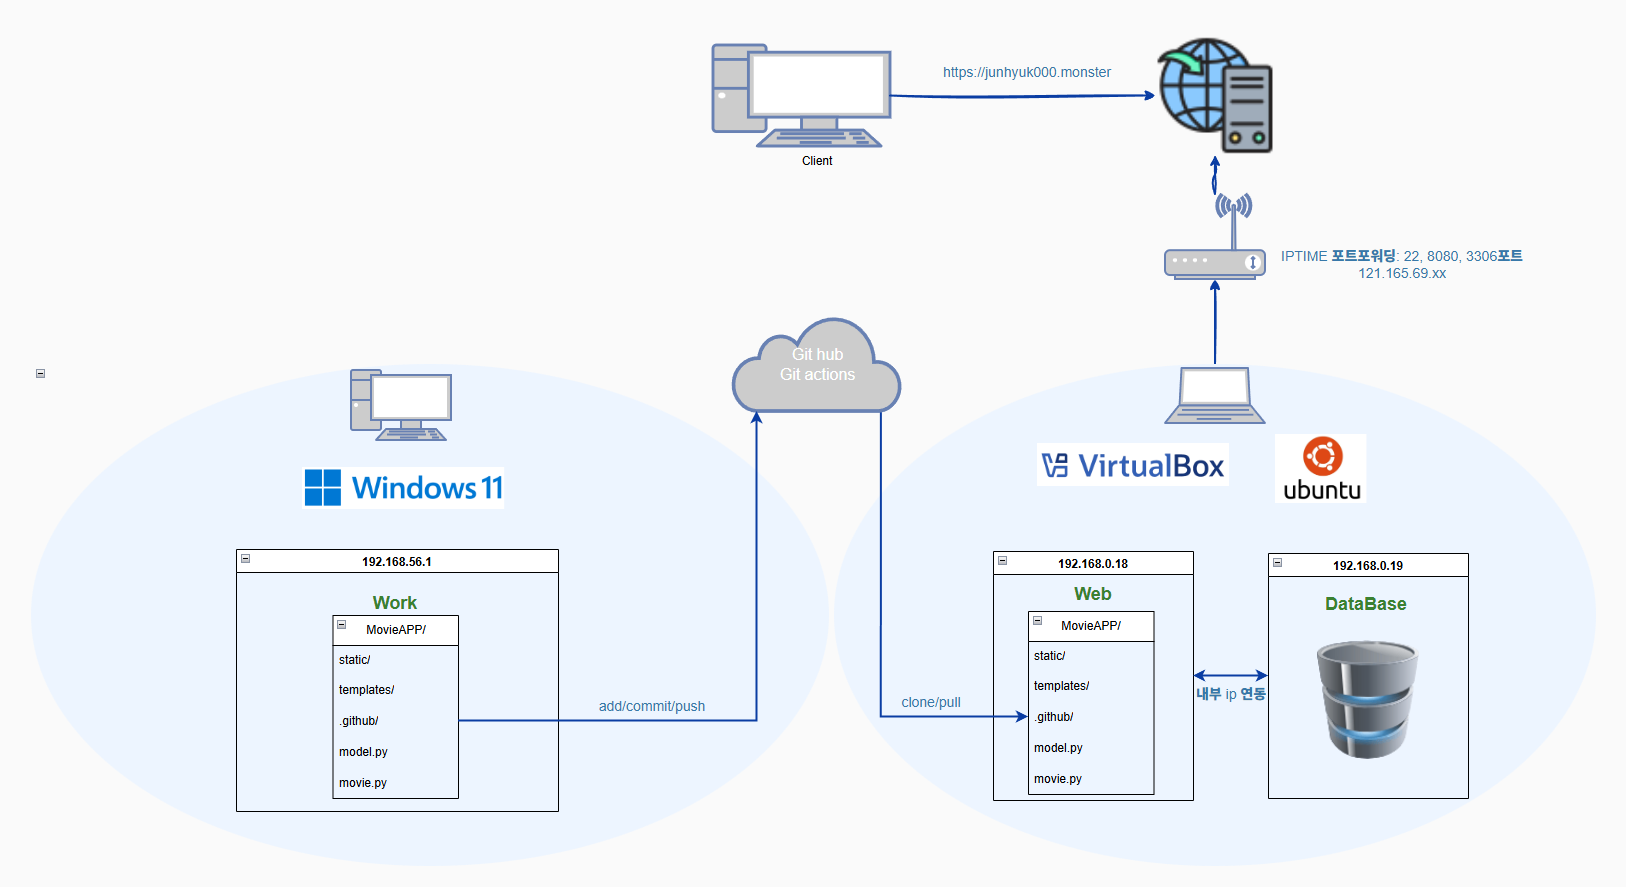 https://junhyuk000.monster
Client
IPTIME 포트포워딩: 22, 8080, 3306포트
121.165.69.xx
Git hub
Git actions
Windows 11
VirtualBox
ubuntu
192.168.56.1
Work
MovieAPP/
static/
templates/
.github/
model.py
movie.py
add/commit/push
clone/pull
192.168.0.18
Web
MovieAPP/
static/
templates/
.github/
model.py
movie.py
내부 ip 연동
192.168.0.19
DataBase